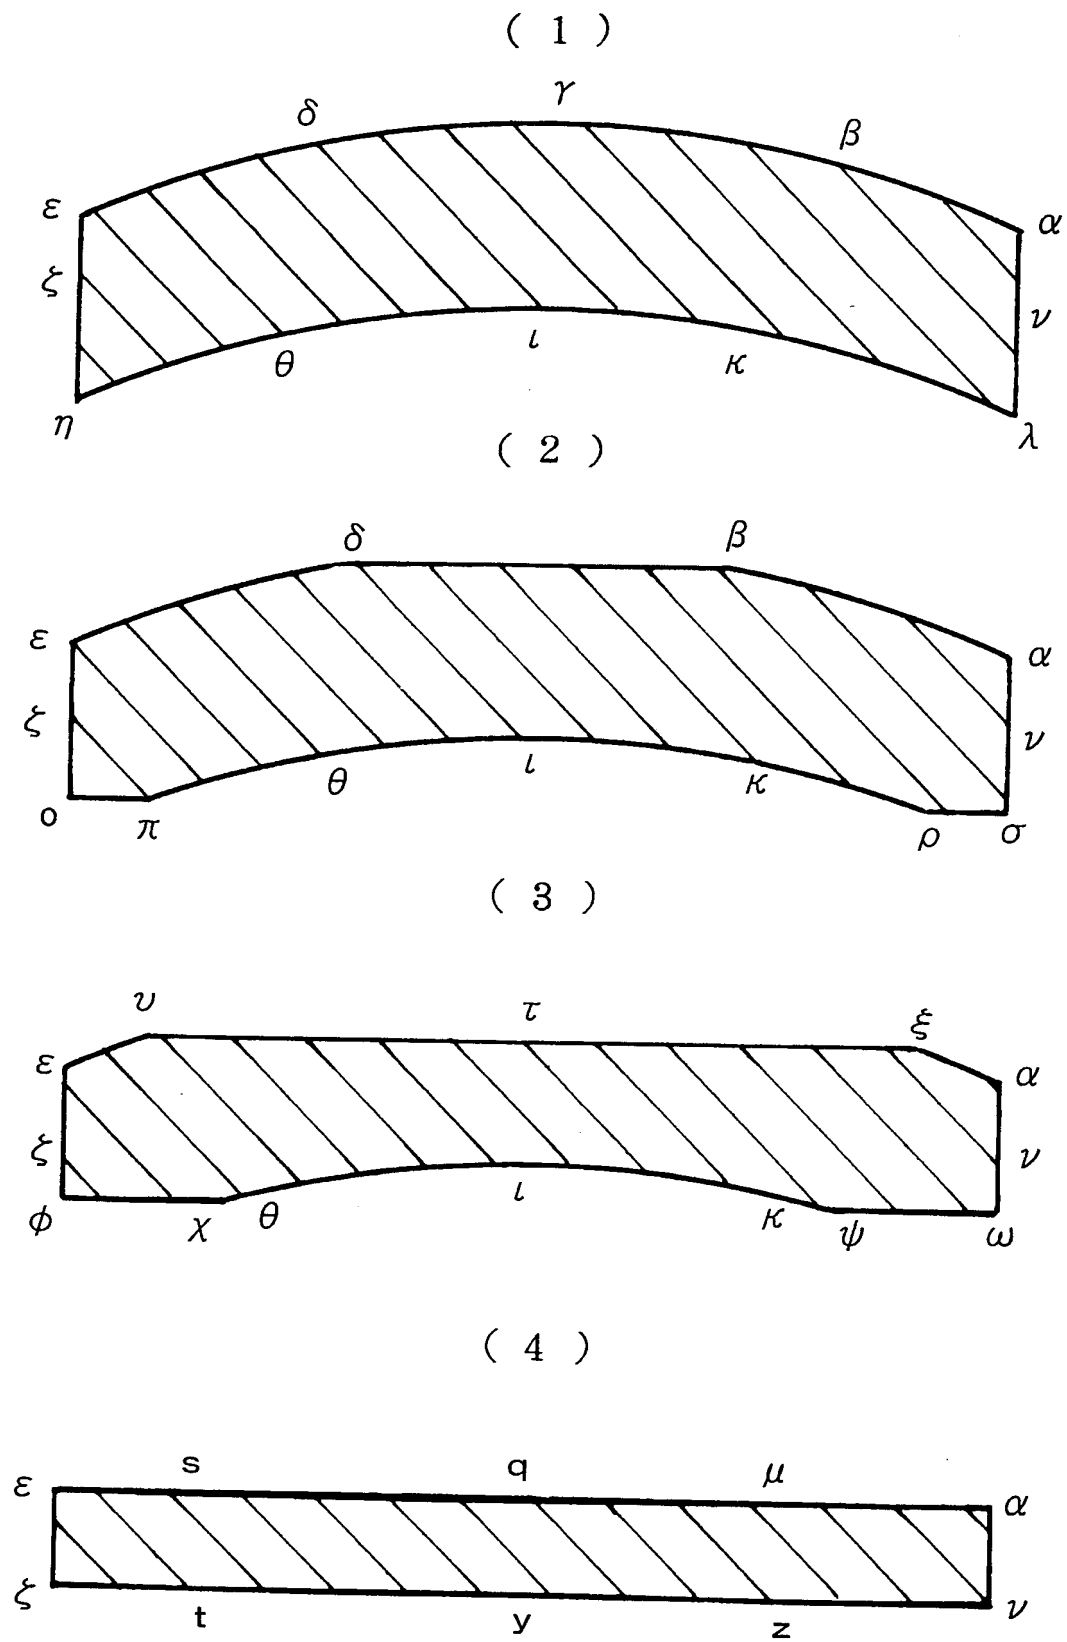 ( 1 )
δ γ β
ε α
ζ ν
θ ι κ
η λ
( 2 )
δ β
ε α
ζ ν
θ ι κ
ο π ρ σ
( 3 )
υ τ ξ
ε α
ζ ν
φ χ θ ι κ ψ ω
( 4 )
s q μ
ε α
ζ ν
t y z